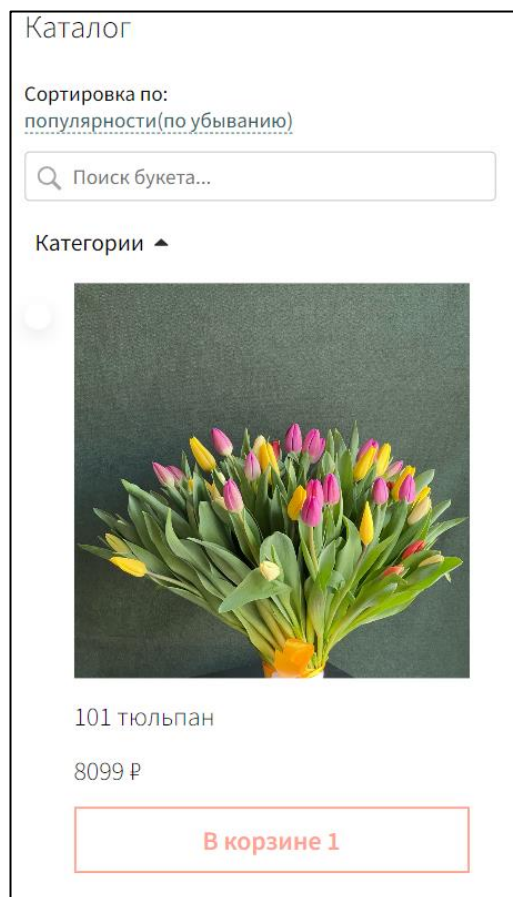 Каталог
Сортировка по:
популярности(по убыванию)
Поиск букета...
Категории
101 тюльпан
8099 ₽
В корзине 1